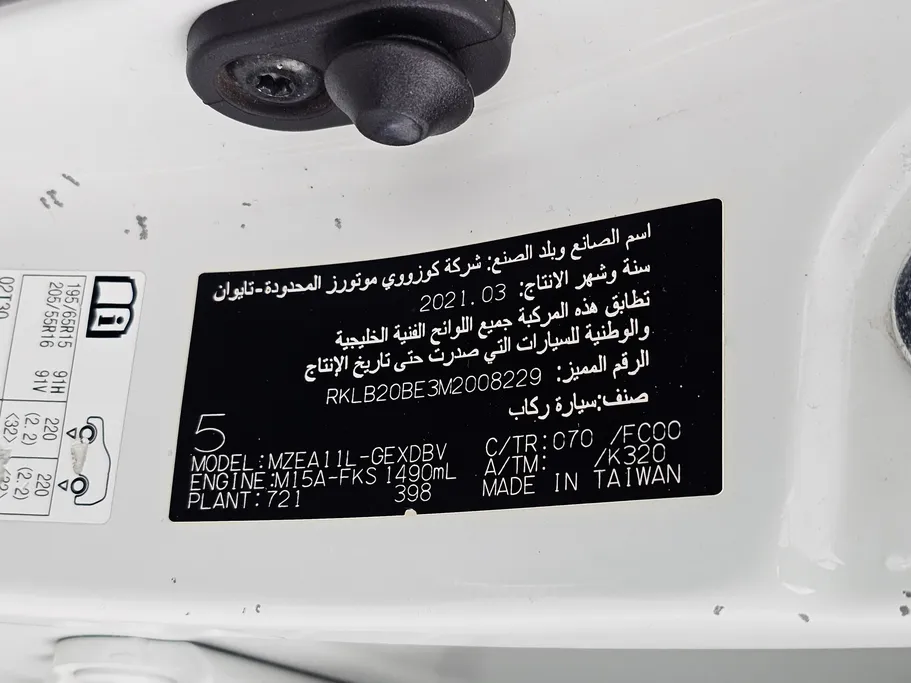 اسم الصانع وبلد الصنع: شركة كوزووي موتورز المحدودة-تايوان
سنة وشهر الانتاج: 2021.03
تطابق هذه المركبة جميع اللوائح الفنية الخليجية
والوطنية للسيارات التي صدرت حتى تاريخ الإنتاج
الرقم المميز: RKLB20BE3M2008229
صنف:سيارة ركاب
5
MODEL:MZEA11L-GEXDBV C/TR:070 /FC00
ENGINE:M15A-FKS 1490mL A/TM: /K320
PLANT:721 398 MADE IN TAIWAN
195/65R15 91H
205/55R16 91V
220 (2.2) <32>
220 (2.2)